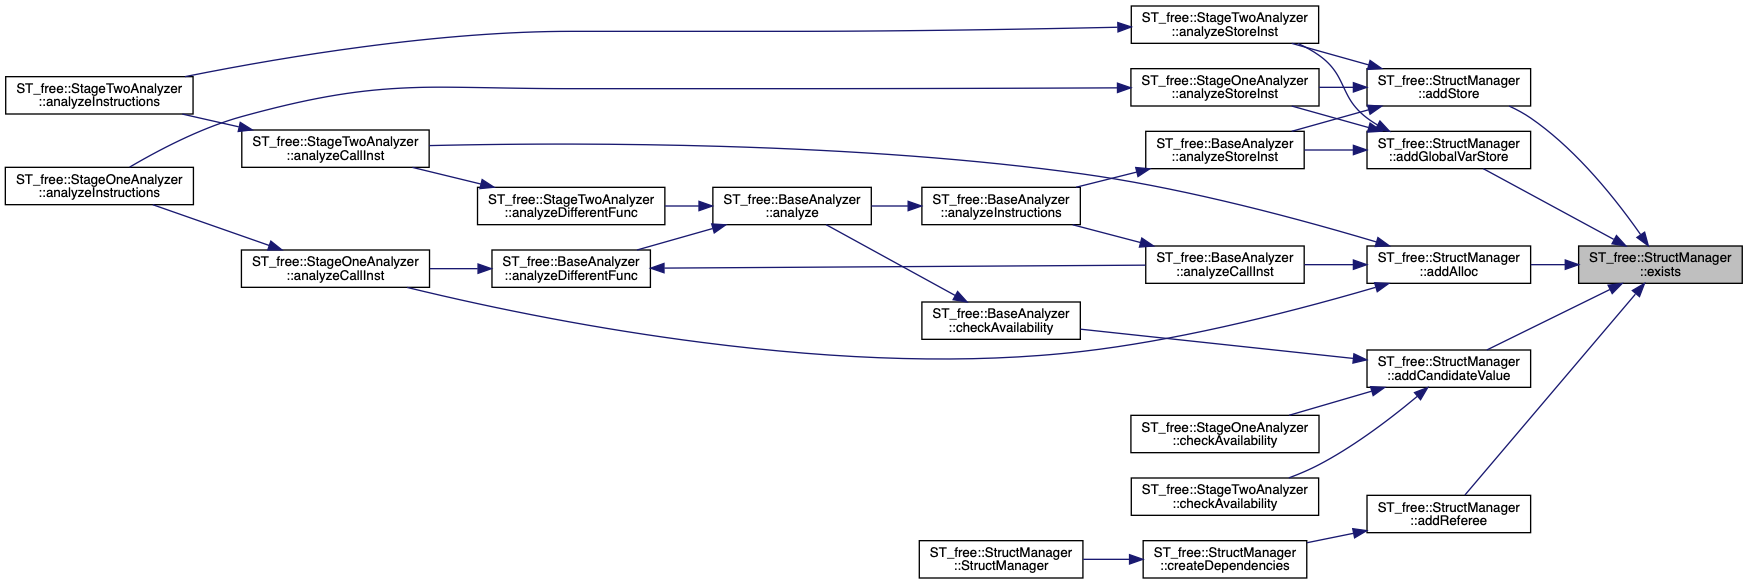 ST_free::StageTwoAnalyzer
::analyzeStoreInst
ST_free::StageTwoAnalyzer
::analyzeInstructions
ST_free::StageOneAnalyzer
::analyzeStoreInst
ST_free::StructManager
::addStore
ST_free::StageTwoAnalyzer
::analyzeCallInst
ST_free::BaseAnalyzer
::analyzeStoreInst
ST_free::StructManager
::addGlobalVarStore
ST_free::StageOneAnalyzer
::analyzeInstructions
ST_free::StageTwoAnalyzer
::analyzeDifferentFunc
ST_free::BaseAnalyzer
::analyze
ST_free::BaseAnalyzer
::analyzeInstructions
ST_free::StageOneAnalyzer
::analyzeCallInst
ST_free::BaseAnalyzer
::analyzeDifferentFunc
ST_free::BaseAnalyzer
::analyzeCallInst
ST_free::StructManager
::addAlloc
ST_free::StructManager
::exists
ST_free::BaseAnalyzer
::checkAvailability
ST_free::StructManager
::addCandidateValue
ST_free::StageOneAnalyzer
::checkAvailability
ST_free::StageTwoAnalyzer
::checkAvailability
ST_free::StructManager
::addReferee
ST_free::StructManager
::StructManager
ST_free::StructManager
::createDependencies